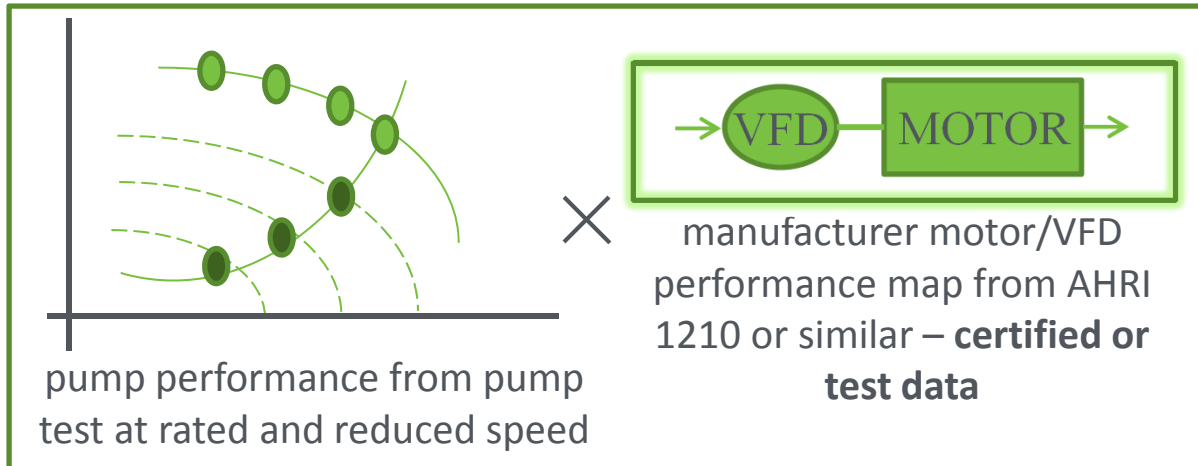 VFD
MOTOR
pump performance from pump
test at rated and reduced speed
×
manufacturer motor/VFD
performance map from AHRI
1210 or similar – certified or
test data